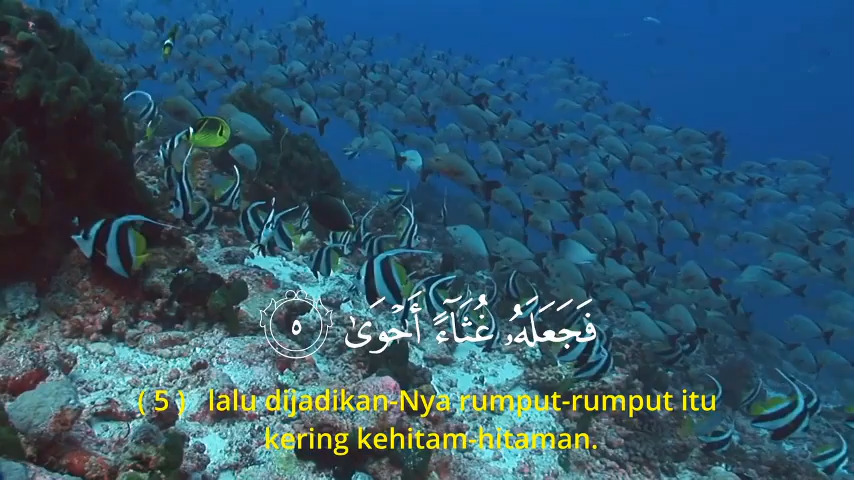 فَجَعَلَهُۥ غُثَآءً أَحْوَىٰ ٥
( 5 ) lalu dijadikan-Nya rumput-rumput itu
kering kehitam-hitaman.